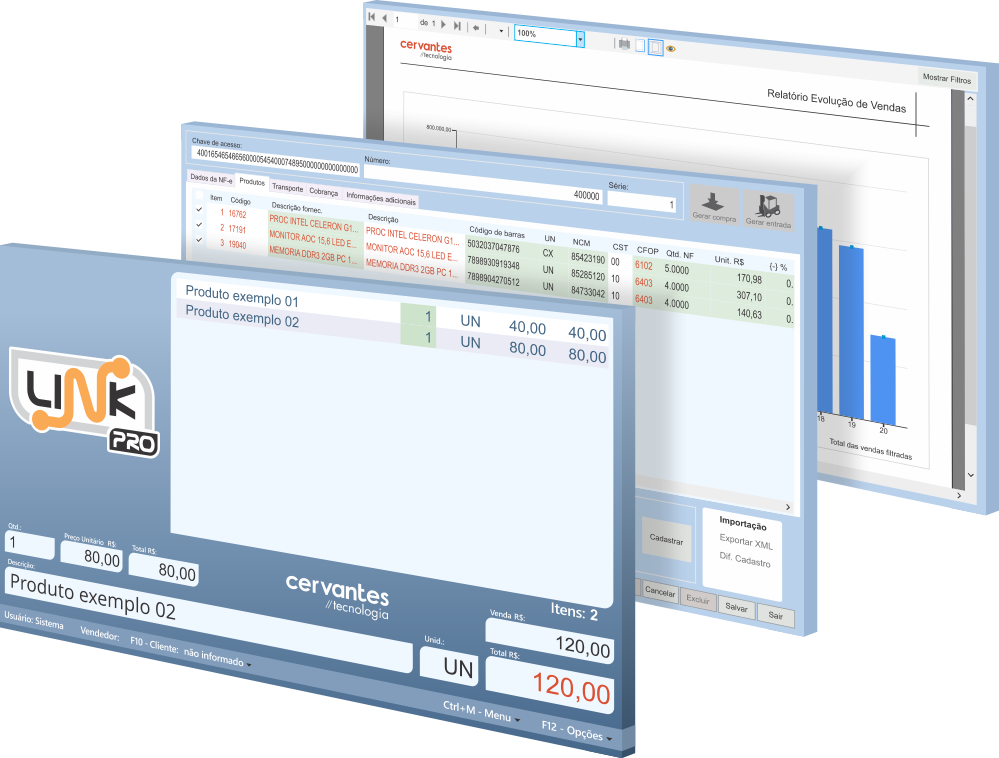 1 de 1 100%
Mostrar Filtros
cervantes
//tecnologia
Relatório Evolução de Vendas
800.000,00
18 19 20
Total das vendas filtradas
Chave de acesso:
Número:
400000
Série:
1
Gerar compra
Gerar entrada
Dados da NF-e Produtos Transporte Cobrança Informações adicionais
Item Código Descrição fornec. Descrição Código de barras UN NCM CST CFOP Qtd. NF Unit. R$ (-) %
1 16762 PROC INTEL CELERON G1... PROC INTEL CELERON G1... 5032037047876 CX 85423190 00 6102 5.0000 170,98 0.
2 17191 MONITOR AOC 15,6 LED E... MONITOR AOC 15,6 LED E... 7898930919348 UN 85285120 10 6403 4.0000 307,10 0.
3 19040 MEMORIA DDR3 2GB PC 1... MEMORIA DDR3 2GB PC 1... 7898904270512 UN 84733042 10 6403 4.0000 140,63 0.
Cadastrar
Importação
Exportar XML
Dif. Cadastro
Cancelar Excluir Salvar Sair
Produto exemplo 01 1 UN 40,00 40,00
Produto exemplo 02 1 UN 80,00 80,00
LINK
PRO
Qtd.:
1
Preço Unitário R$:
80,00
Total R$:
80,00
Descrição:
Produto exemplo 02
cervantes
//tecnologia
Itens: 2
Unid.:
UN
Venda R$:
120,00
Total R$:
120,00
Usuário: Sistema Vendedor: F10 - Cliente: não informado
Ctrl+M - Menu F12 - Opções